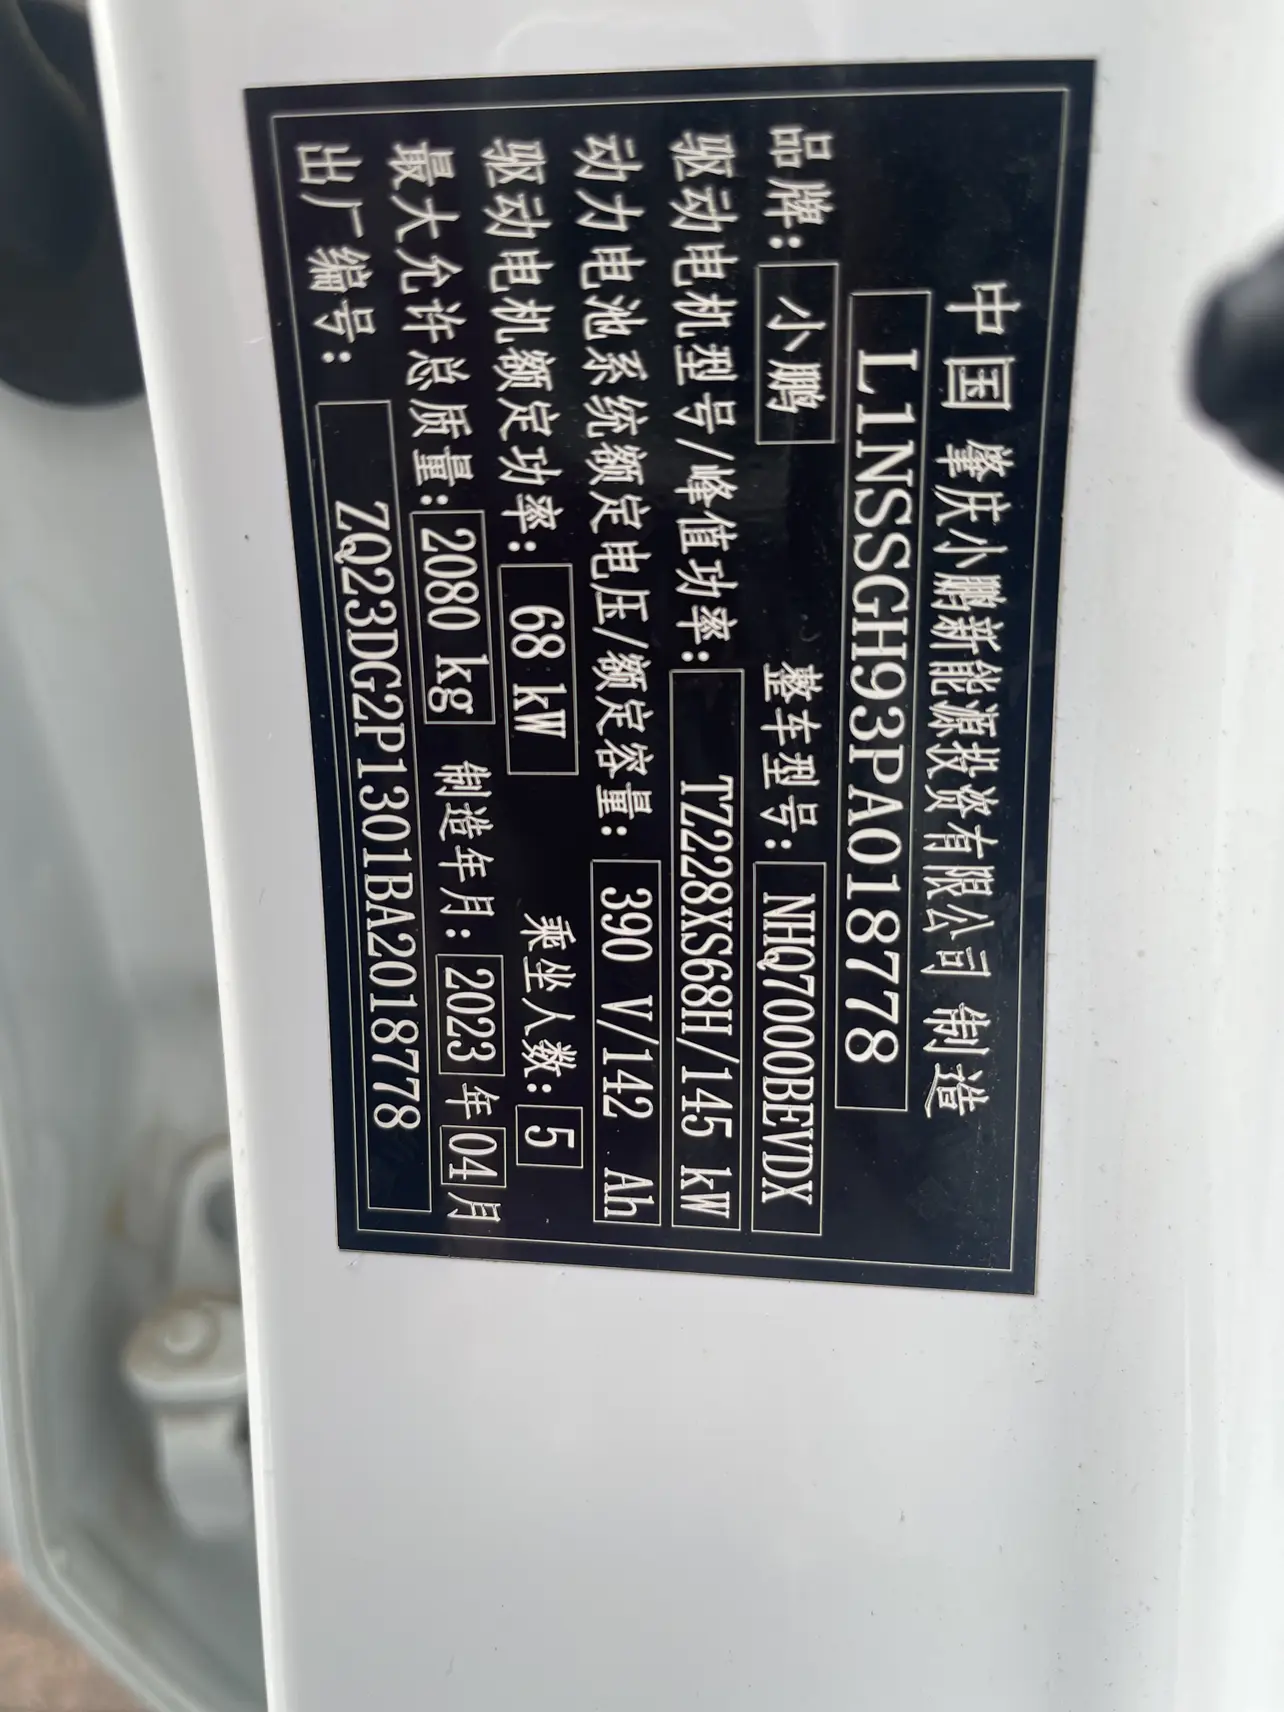 中国 肇庆小鹏新能源投资有限公司 制造
L1NSSGH93PA018778
品牌: 小鹏 整车型号: NHQ7000BEVDX
驱动电机型号/峰值功率: TZ228XS68H/145 kW
动力电池系统额定电压/额定容量: 390 V/142 Ah
驱动电机额定功率: 68 kW 乘坐人数: 5
最大允许总质量: 2080 kg 制造年月: 2023 年 04 月
出厂编号: ZQ23DG2P1301BA2018778